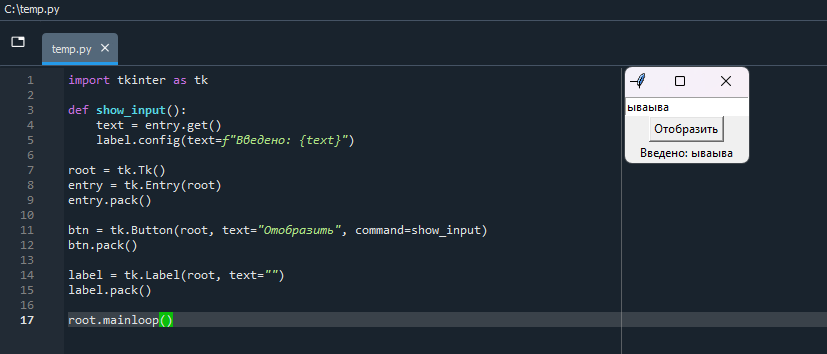 C:\temp.py
temp.py
1 import tkinter as tk
2
3 def show_input():
4     text = entry.get()
5     label.config(text=f"Введено: {text}")
6
7 root = tk.Tk()
8 entry = tk.Entry(root)
9 entry.pack()
10
11 btn = tk.Button(root, text="Отобразить", command=show_input)
12 btn.pack()
13
14 label = tk.Label(root, text="")
15 label.pack()
16
17 root.mainloop()
ываыва
Отобразить
Введено: ываыва